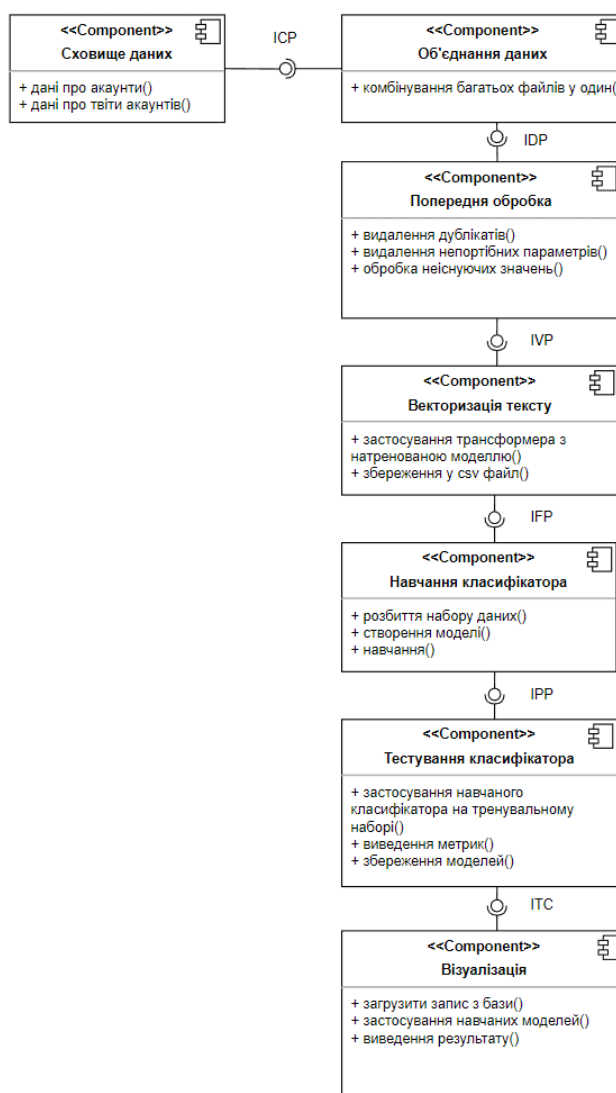 <<Component>>
Сховище даних
+ дані про акаунти()
+ дані про твіти акаунтів()
ICP
<<Component>>
Об'єднання даних
+ комбінування багатьох файлів у один(
IDP
<<Component>>
Попередня обробка
+ видалення дублікатів()
+ видалення непортібних параметрів()
+ обробка неіснуючих значень()
IVP
<<Component>>
Векторизація тексту
+ застосування трансформера з
натренованою моделлю()
+ збереження у csv файл()
IFP
<<Component>>
Навчання класифікатора
+ розбиття набору даних()
+ створення моделі()
+ навчання()
IPP
<<Component>>
Тестування класифікатора
+ застосування навчаного
класифікатора на тренувальному
наборі()
+ виведення метрик()
+ збереження моделей()
ITC
<<Component>>
Візуалізація
+ загрузити запис з бази()
+ застосування навчаних моделей()
+ виведення результату()